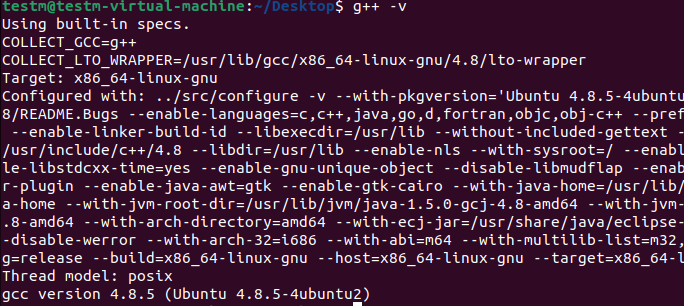 testm@testm-virtual-machine:~/Desktop$ g++ -v
Using built-in specs.
COLLECT_GCC=g++
COLLECT_LTO_WRAPPER=/usr/lib/gcc/x86_64-linux-gnu/4.8/lto-wrapper
Target: x86_64-linux-gnu
Configured with: ../src/configure -v --with-pkgversion='Ubuntu 4.8.5-4ubuntu
8/README.Bugs --enable-languages=c,c++,java,go,d,fortran,objc,obj-c++ --pref
 --enable-linker-build-id --libexecdir=/usr/lib --without-included-gettext -
/usr/include/c++/4.8 --libdir=/usr/lib --enable-nls --with-sysroot=/ --enabl
le-libstdcxx-time=yes --enable-gnu-unique-object --disable-libmudflap --enab
r-plugin --enable-java-awt=gtk --enable-gtk-cairo --with-java-home=/usr/lib/
a-home --with-jvm-root-dir=/usr/lib/jvm/java-1.5.0-gcj-4.8-amd64 --with-jvm-
.8-amd64 --with-arch-directory=amd64 --with-ecj-jar=/usr/share/java/eclipse-
-disable-werror --with-arch-32=i686 --with-abi=m64 --with-multilib-list=m32,
g=release --build=x86_64-linux-gnu --host=x86_64-linux-gnu --target=x86_64-l
Thread model: posix
gcc version 4.8.5 (Ubuntu 4.8.5-4ubuntu2)